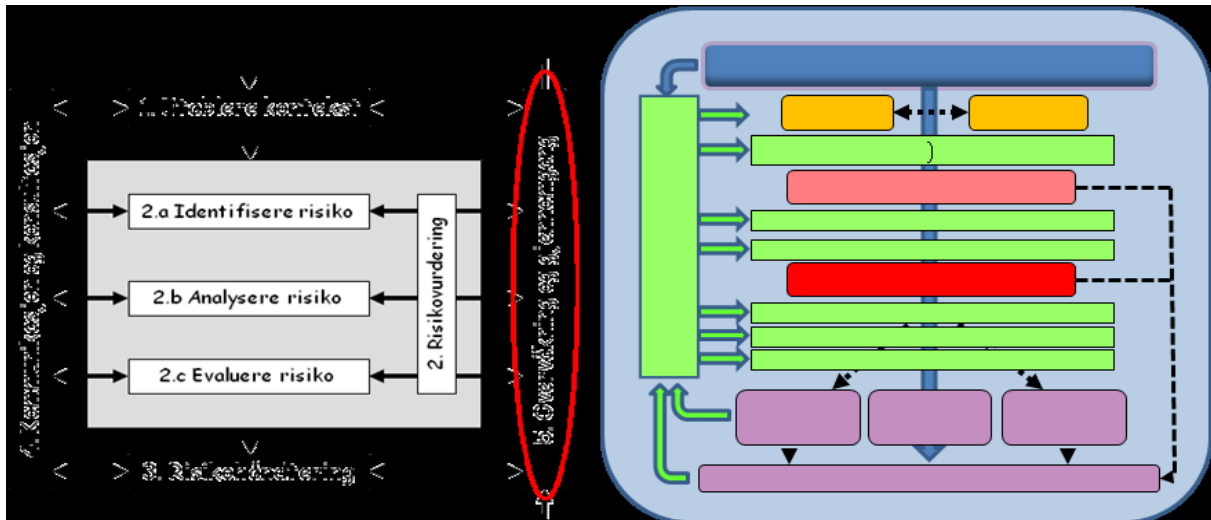 1. Etablere kontekst
2.a Identifisere risiko
2.b Analysere risiko
2.c Evaluere risiko
2. Risikovurdering
3. Risikohåndtering
4. Kommunikasjon og konsultasjon
5. Overvåkning og gjennomgang
)